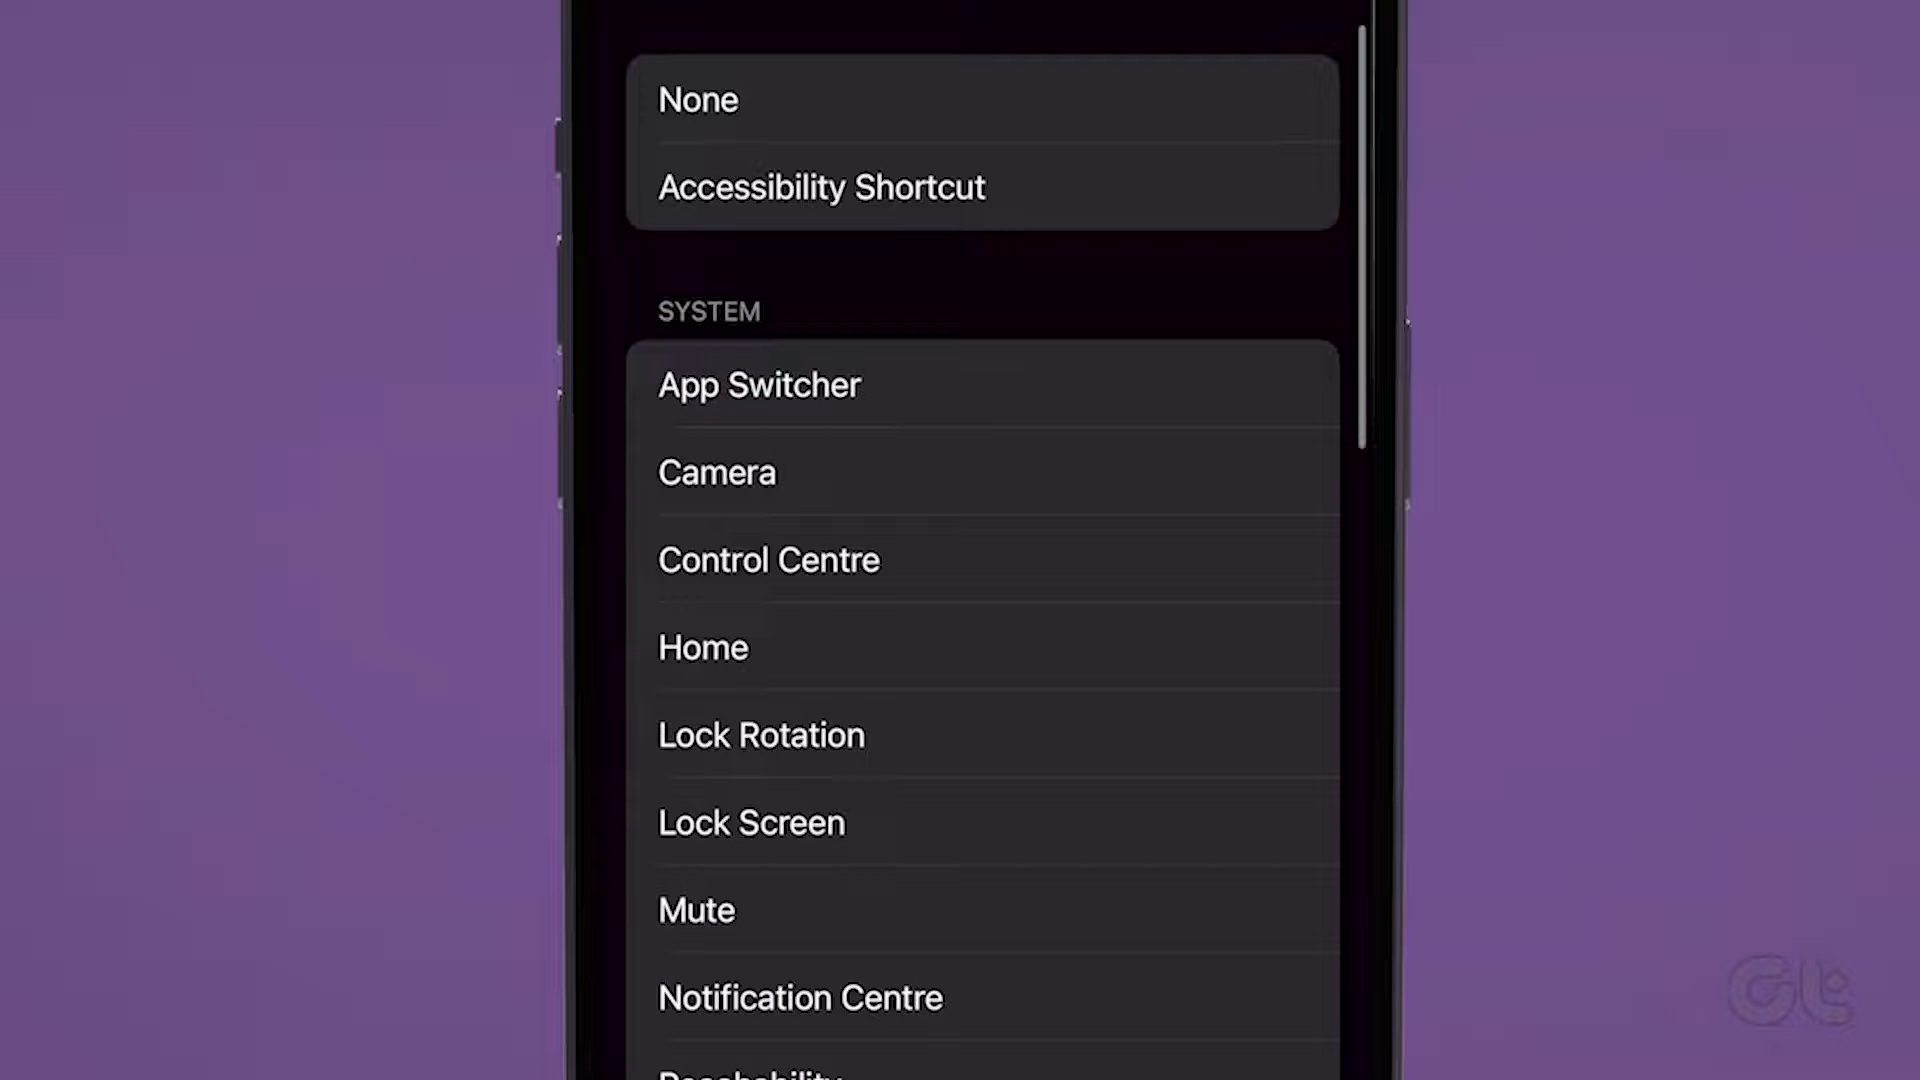 None
Accessibility Shortcut
SYSTEM
App Switcher
Camera
Control Centre
Home
Lock Rotation
Lock Screen
Mute
Notification Centre